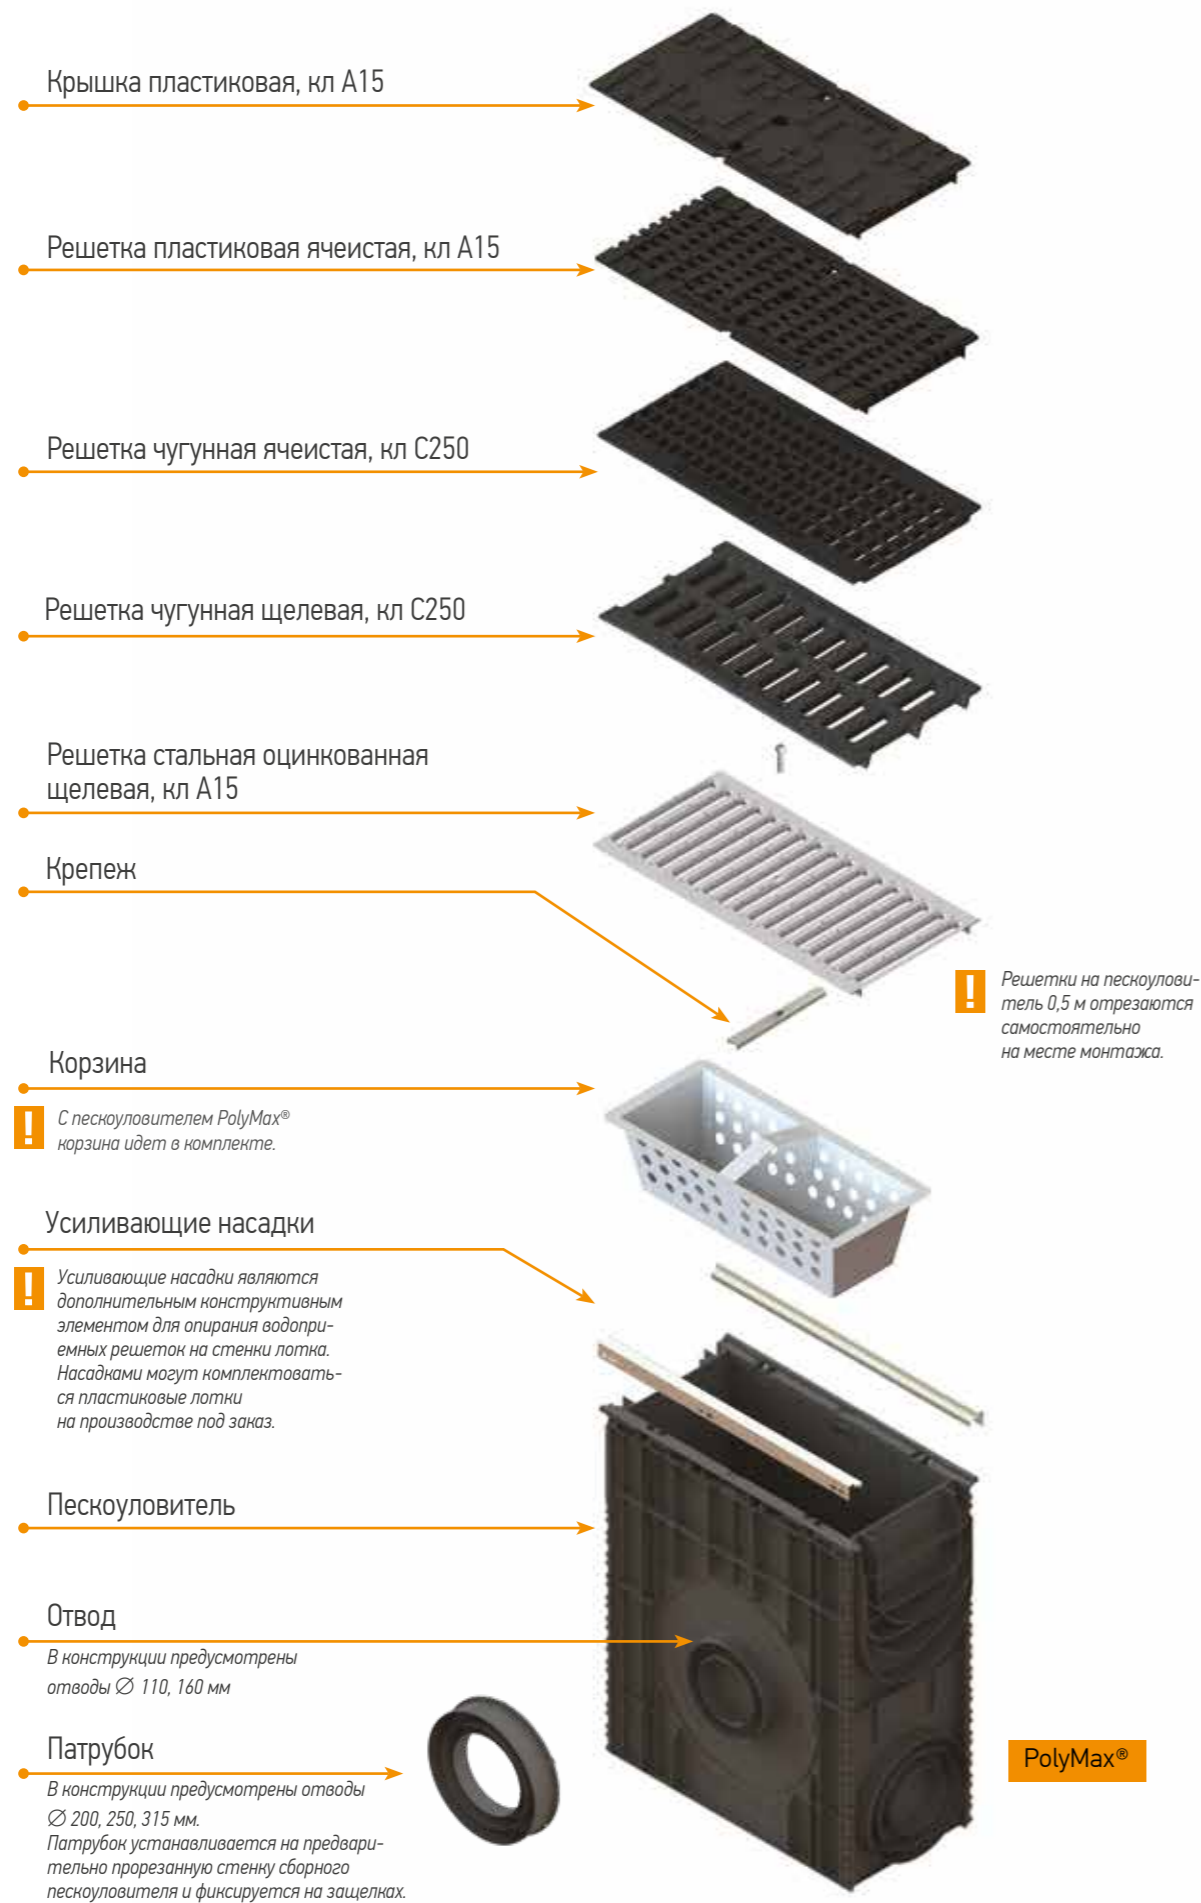 Крышка пластиковая, кл А15
Решетка пластиковая ячеистая, кл А15
Решетка чугунная ячеистая, кл С250
Решетка чугунная щелевая, кл С250
Решетка стальная оцинкованная
щелевая, кл А15
Крепеж
Решетки на пескоулови-
тель 0,5 м отрезаются
самостоятельно
на месте монтажа.
Корзина
С пескоуловителем PolyMax®
корзина идет в комплекте.
Усиливающие насадки
Усиливающие насадки являются
дополнительным конструктивным
элементом для опирания водопри-
емных решеток на стенки лотка.
Насадками могут комплектовать-
ся пластиковые лотки
на производстве под заказ.
Пескоуловитель
Отвод
В конструкции предусмотрены
отводы ∅ 110, 160 мм
Патрубок
В конструкции предусмотрены отводы
∅ 200, 250, 315 мм.
Патрубок устанавливается на предвари-
тельно прорезанную стенку сборного
пескоуловителя и фиксируется на защелках.
PolyMax®